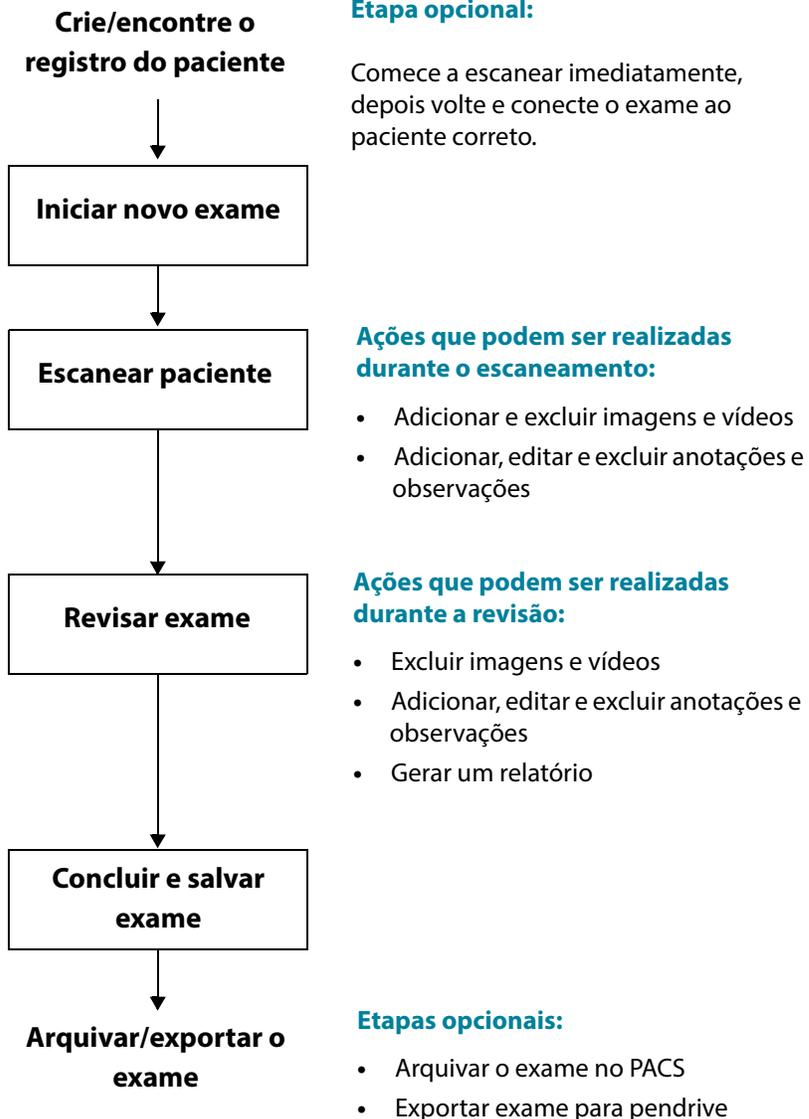 Crie/encontre o
registro do paciente
Etapa opcional:
Comece a escanear imediatamente,
depois volte e conecte o exame ao
paciente correto.
Iniciar novo exame
Escanear paciente
Ações que podem ser realizadas
durante o escaneamento:
• Adicionar e excluir imagens e vídeos
• Adicionar, editar e excluir anotações e
observações
Revisar exame
Ações que podem ser realizadas
durante a revisão:
• Excluir imagens e vídeos
• Adicionar, editar e excluir anotações e
observações
• Gerar um relatório
Concluir e salvar
exame
Arquivar/exportar o
exame
Etapas opcionais:
• Arquivar o exame no PACS
• Exportar exame para pendrive